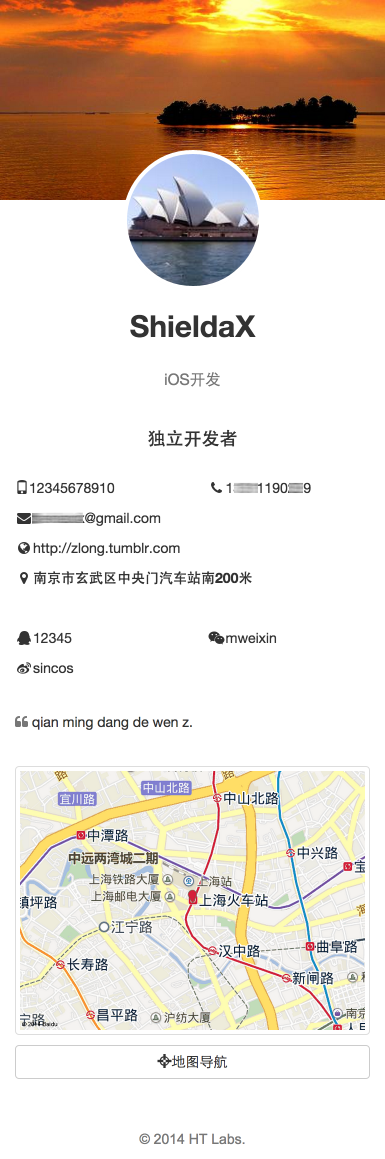 ShieldaX
iOS开发
独立开发者
12345678910
1 1190 9
@gmail.com
http://zlong.tumblr.com
南京市玄武区中央门汽车站南200米
12345
mweixin
sincos
qian ming dang de wen z.
中山北路
宜川路
中山北路
中潭路
中兴路
中远两湾城二期
宝
上海铁路大厦
上海站
上海邮电大厦
上海火车站
镇坪路
江宁路
汉中路
曲阜路
长寿路
新闸路
昌平路
沪纺大厦
南京
地图导航
© 2014 HT Labs.